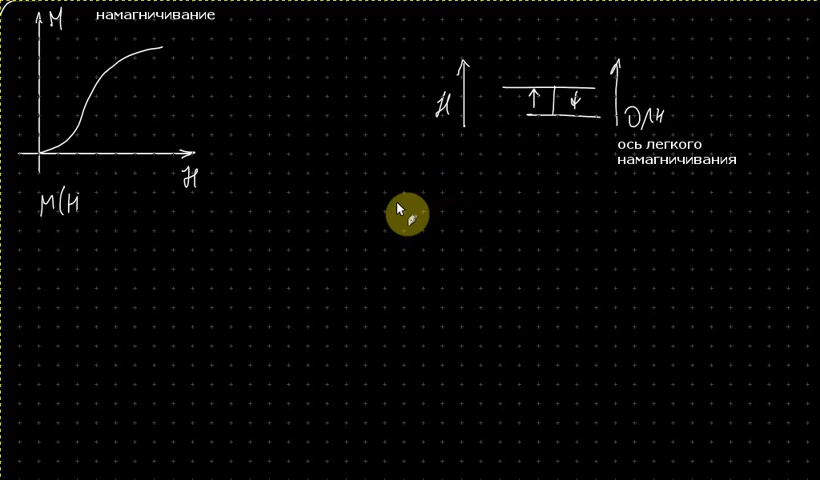 M
намагничивание
H
M(H
H
ОЛН
ось легкого
намагничивания